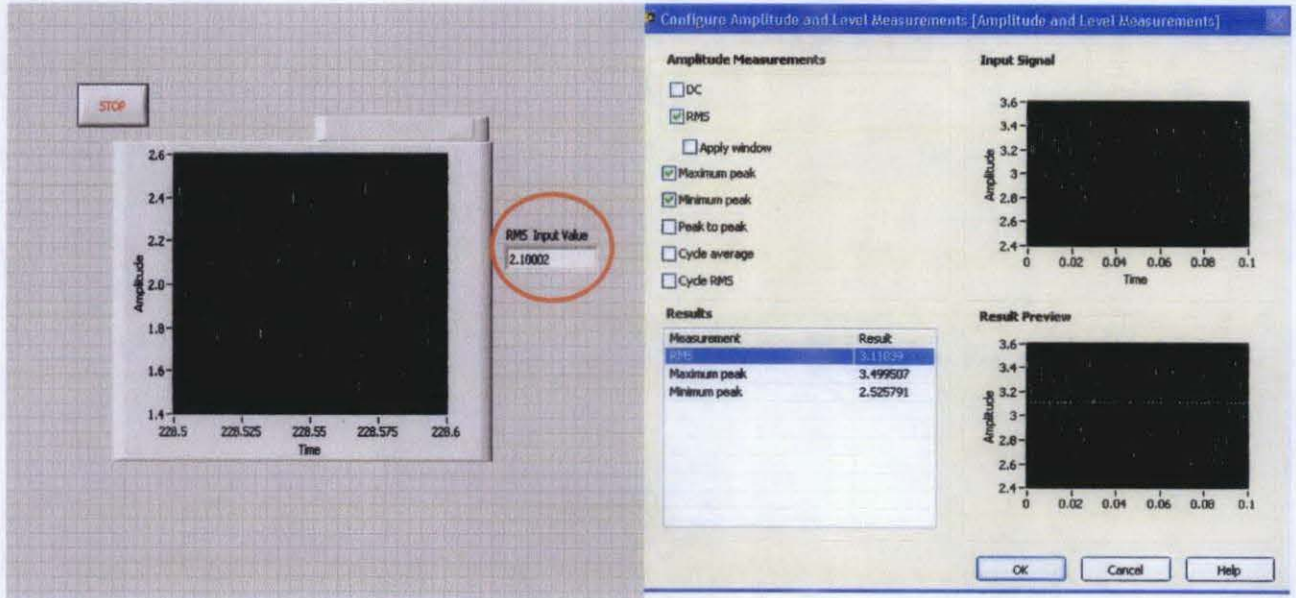 STOP
2.6
2.4
2.2
2.0
1.8
1.6
1.4
Amplitude
228.5 228.525 228.55 228.575 228.6
Time
RMS Input Value
2.10002
Configure Amplitude and Level Measurements [Amplitude and Level Measurements]
Amplitude Measurements
DC
RMS
Apply window
Maximum peak
Minimum peak
Peak to peak
Cycle average
Cycle RMS
Results
Measurement Result
RMS 3.11039
Maximum peak 3.499507
Minimum peak 2.525791
Input Signal
3.6
3.4
3.2
3
2.8
2.6
2.4
Amplitude
0 0.02 0.04 0.06 0.08 0.1
Time
Result Preview
3.6
3.4
3.2
3
2.8
2.6
2.4
Amplitude
0 0.02 0.04 0.06 0.08 0.1
Time
OK Cancel Help